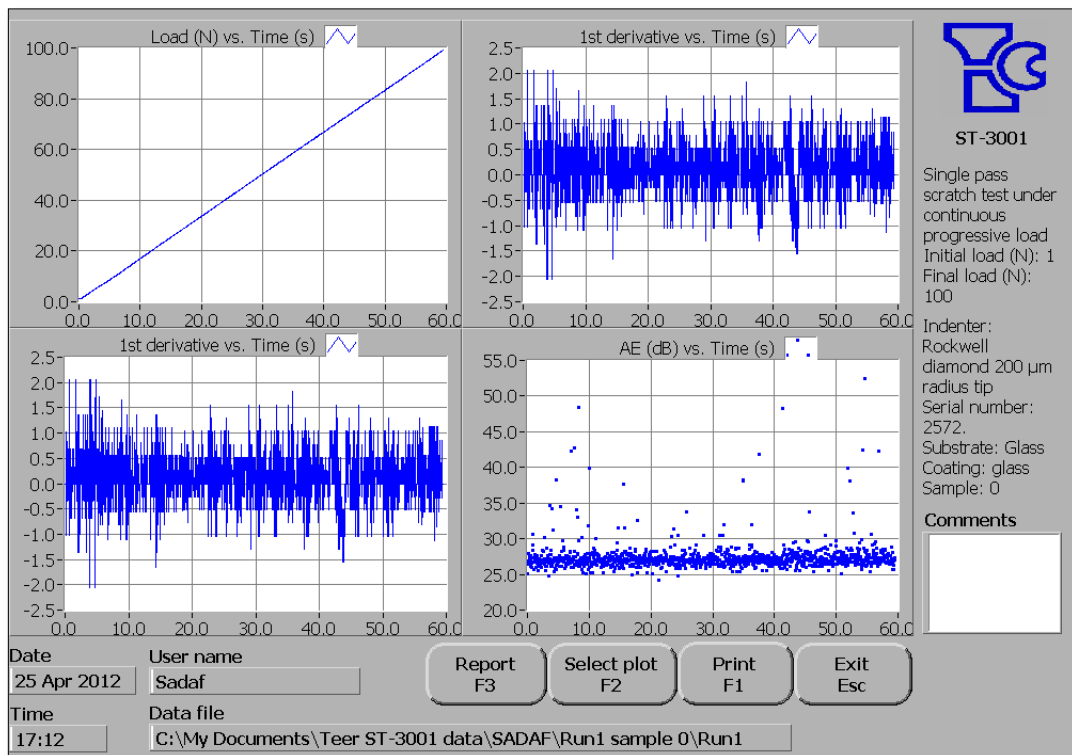 Load (N) vs. Time (s)
100.0
80.0
60.0
40.0
20.0
0.0
0.0 10.0 20.0 30.0 40.0 50.0 60.0
1st derivative vs. Time (s)
2.5
2.0
1.5
1.0
0.5
0.0
-0.5
-1.0
-1.5
-2.0
-2.5
0.0 10.0 20.0 30.0 40.0 50.0 60.0
1st derivative vs. Time (s)
2.5
2.0
1.5
1.0
0.5
0.0
-0.5
-1.0
-1.5
-2.0
-2.5
0.0 10.0 20.0 30.0 40.0 50.0 60.0
AE (dB) vs. Time (s)
55.0
50.0
45.0
40.0
35.0
30.0
25.0
20.0
0.0 10.0 20.0 30.0 40.0 50.0 60.0
ST-3001
Single pass
scratch test under
continuous
progressive load
Initial load (N): 1
Final load (N):
100
Indenter:
Rockwell
diamond 200 µm
radius tip
Serial number:
2572.
Substrate: Glass
Coating: glass
Sample: 0
Comments
Date
25 Apr 2012
User name
Sadaf
Report
F3
Select plot
F2
Print
F1
Exit
Esc
Time
17:12
Data file
C:\My Documents\Teer ST-3001 data\SADAF\Run1 sample 0\Run1